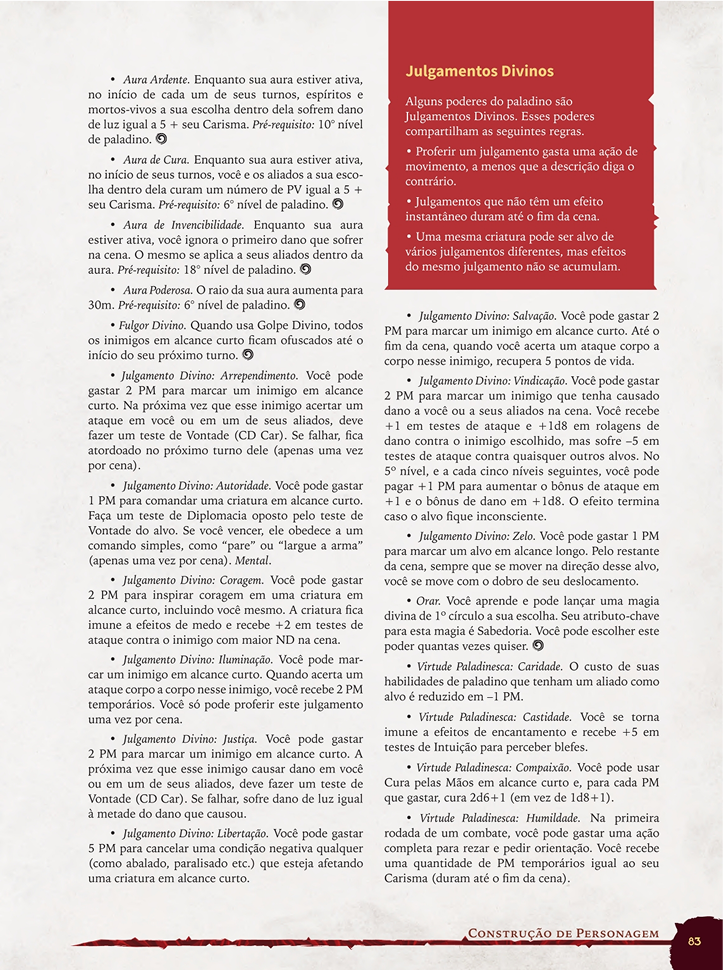 • Aura Ardente. Enquanto sua aura estiver ativa,
no início de cada um de seus turnos, espíritos e
mortos-vivos a sua escolha dentro dela sofrem dano
de luz igual a 5 + seu Carisma. Pré-requisito: 10° nível
de paladino.
• Aura de Cura. Enquanto sua aura estiver ativa,
no início de seus turnos, você e os aliados a sua esco-
lha dentro dela curam um número de PV igual a 5 +
seu Carisma. Pré-requisito: 6° nível de paladino.
• Aura de Invencibilidade. Enquanto sua aura
estiver ativa, você ignora o primeiro dano que sofrer
na cena. O mesmo se aplica a seus aliados dentro da
aura. Pré-requisito: 18° nível de paladino.
• Aura Poderosa. O raio da sua aura aumenta para
30m. Pré-requisito: 6° nível de paladino.
• Fulgor Divino. Quando usa Golpe Divino, todos
os inimigos em alcance curto ficam ofuscados até o
início do seu próximo turno.
• Julgamento Divino: Arrependimento. Você pode
gastar 2 PM para marcar um inimigo em alcance
curto. Na próxima vez que esse inimigo acertar um
ataque em você ou em um de seus aliados, deve
fazer um teste de Vontade (CD Car). Se falhar, fica
atordoado no próximo turno dele (apenas uma vez
por cena).
• Julgamento Divino: Autoridade. Você pode gastar
1 PM para comandar uma criatura em alcance curto.
Faça um teste de Diplomacia oposto pelo teste de
Vontade do alvo. Se você vencer, ele obedece a um
comando simples, como “pare” ou “largue a arma”
(apenas uma vez por cena). Mental.
• Julgamento Divino: Coragem. Você pode gastar
2 PM para inspirar coragem em uma criatura em
alcance curto, incluindo você mesmo. A criatura fica
imune a efeitos de medo e recebe +2 em testes de
ataque contra o inimigo com maior ND na cena.
• Julgamento Divino: Iluminação. Você pode mar-
car um inimigo em alcance curto. Quando acerta um
ataque corpo a corpo nesse inimigo, você recebe 2 PM
temporários. Você só pode proferir este julgamento
uma vez por cena.
• Julgamento Divino: Justiça. Você pode gastar
2 PM para marcar um inimigo em alcance curto. A
próxima vez que esse inimigo causar dano em você
ou em um de seus aliados, deve fazer um teste de
Vontade (CD Car). Se falhar, sofre dano de luz igual
à metade do dano que causou.
• Julgamento Divino: Libertação. Você pode gastar
5 PM para cancelar uma condição negativa qualquer
(como abalado, paralisado etc.) que esteja afetando
uma criatura em alcance curto.
Julgamentos Divinos
Alguns poderes do paladino são
Julgamentos Divinos. Esses poderes
compartilham as seguintes regras.
• Proferir um julgamento gasta uma ação de
movimento, a menos que a descrição diga o
contrário.
• Julgamentos que não têm um efeito
instantâneo duram até o fim da cena.
• Uma mesma criatura pode ser alvo de
vários julgamentos diferentes, mas efeitos
do mesmo julgamento não se acumulam.
• Julgamento Divino: Salvação. Você pode gastar 2
PM para marcar um inimigo em alcance curto. Até o
fim da cena, quando você acerta um ataque corpo a
corpo nesse inimigo, recupera 5 pontos de vida.
• Julgamento Divino: Vindicação. Você pode gastar
2 PM para marcar um inimigo que tenha causado
dano a você ou a seus aliados na cena. Você recebe
+1 em testes de ataque e +1d8 em rolagens de
dano contra o inimigo escolhido, mas sofre –5 em
testes de ataque contra quaisquer outros alvos. No
5º nível, e a cada cinco níveis seguintes, você pode
pagar +1 PM para aumentar o bônus de ataque em
+1 e o bônus de dano em +1d8. O efeito termina
caso o alvo fique inconsciente.
• Julgamento Divino: Zelo. Você pode gastar 1 PM
para marcar um alvo em alcance longo. Pelo restante
da cena, sempre que se mover na direção desse alvo,
você se move com o dobro de seu deslocamento.
• Orar. Você aprende e pode lançar uma magia
divina de 1º círculo a sua escolha. Seu atributo-chave
para esta magia é Sabedoria. Você pode escolher este
poder quantas vezes quiser.
• Virtude Paladinesca: Caridade. O custo de suas
habilidades de paladino que tenham um aliado como
alvo é reduzido em –1 PM.
• Virtude Paladinesca: Castidade. Você se torna
imune a efeitos de encantamento e recebe +5 em
testes de Intuição para perceber blefes.
• Virtude Paladinesca: Compaixão. Você pode usar
Cura pelas Mãos em alcance curto e, para cada PM
que gastar, cura 2d6+1 (em vez de 1d8+1).
• Virtude Paladinesca: Humildade. Na primeira
rodada de um combate, você pode gastar uma ação
completa para rezar e pedir orientação. Você recebe
uma quantidade de PM temporários igual ao seu
Carisma (duram até o fim da cena).
Construção de Personagem
83